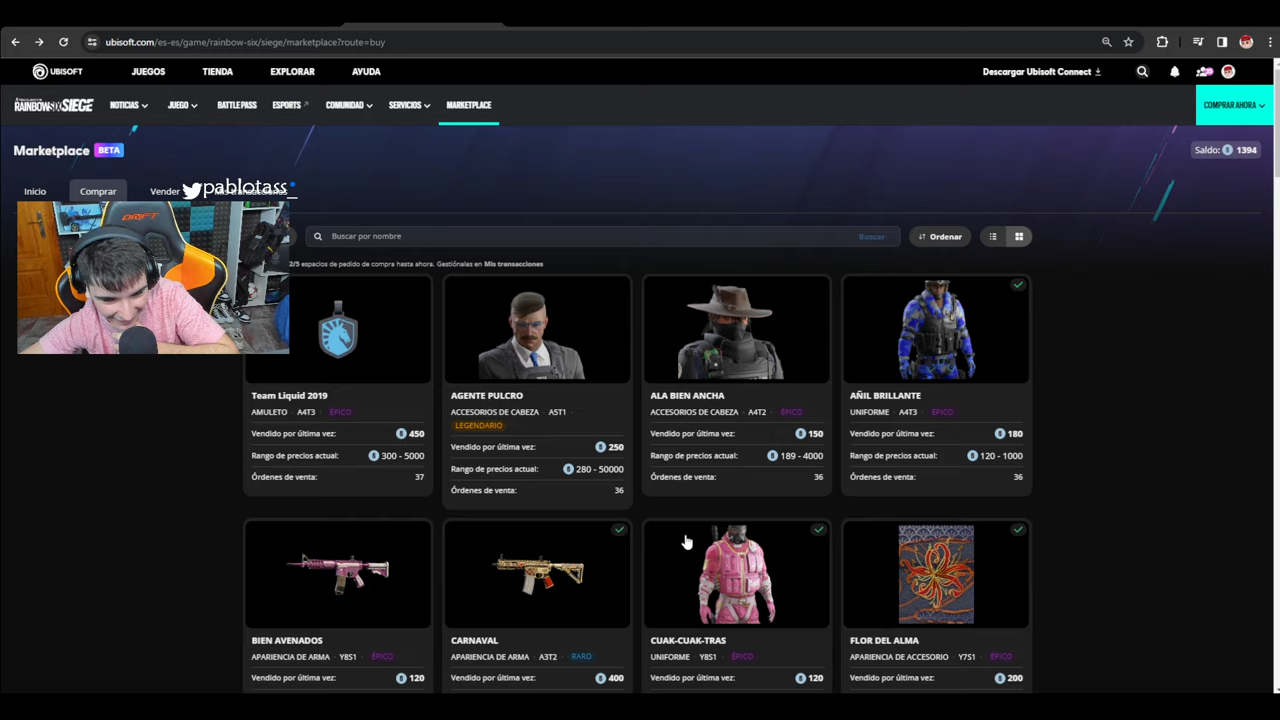 ubisoft.com/es-es/game/rainbow-six/siege/marketplace?route=buy
UBISOFT JUEGOS TIENDA EXPLORAR AYUDA Descargar Ubisoft Connect
RAINBOW SIX SIEGE NOTICIAS JUEGO BATTLE PASS ESPORTS COMUNIDAD SERVICIOS MARKETPLACE COMPRAR AHORA
Marketplace BETA Saldo: 1394
Inicio Comprar Vender Mis transacciones
pablotass_
Buscar por nombre Buscar Ordenar
2/5 espacios de pedido de compra hasta ahora. Gestiónalas en Mis transacciones
Team Liquid 2019
AMULETO · A4T3 · ÉPICO
Vendido por última vez: 450
Rango de precios actual: 300 - 5000
Órdenes de venta: 37
AGENTE PULCRO
ACCESORIOS DE CABEZA · A5T1 ·
LEGENDARIO
Vendido por última vez: 250
Rango de precios actual: 280 - 50000
Órdenes de venta: 36
ALA BIEN ANCHA
ACCESORIOS DE CABEZA · A4T2 · ÉPICO
Vendido por última vez: 150
Rango de precios actual: 189 - 4000
Órdenes de venta: 36
AÑIL BRILLANTE
UNIFORME · A4T3 · ÉPICO
Vendido por última vez: 180
Rango de precios actual: 120 - 1000
Órdenes de venta: 36
BIEN AVENADOS
APARIENCIA DE ARMA · Y8S1 · ÉPICO
Vendido por última vez: 120
CARNAVAL
APARIENCIA DE ARMA · A3T2 · RARO
Vendido por última vez: 400
CUAK-CUAK-TRAS
UNIFORME · Y8S1 · ÉPICO
Vendido por última vez: 120
FLOR DEL ALMA
APARIENCIA DE ACCESORIO · Y7S1 · ÉPICO
Vendido por última vez: 200
DRIFT